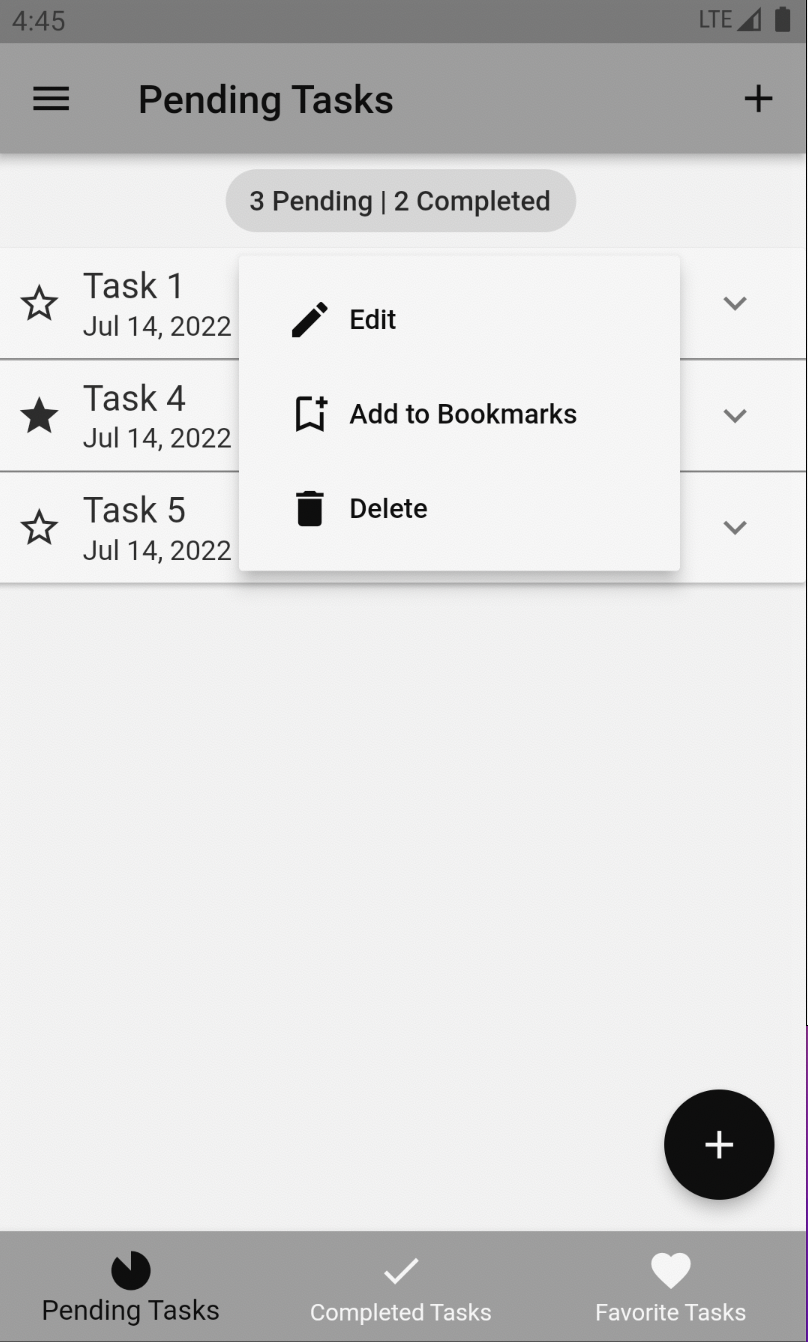 4:45 LTE
Pending Tasks
3 Pending | 2 Completed
Task 1
Jul 14, 2022
Task 4
Jul 14, 2022
Task 5
Jul 14, 2022
Edit
Add to Bookmarks
Delete
Pending Tasks Completed Tasks Favorite Tasks